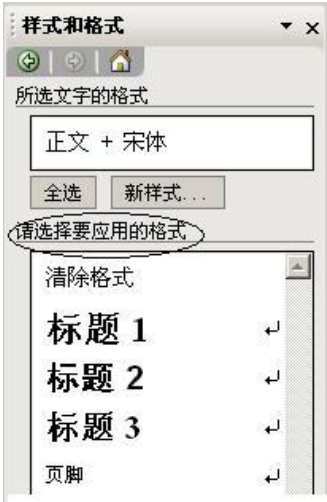 样式和格式
所选文字的格式
正文 + 宋体
全选 新样式...
请选择要应用的格式
清除格式
标题 1
标题 2
标题 3
页脚